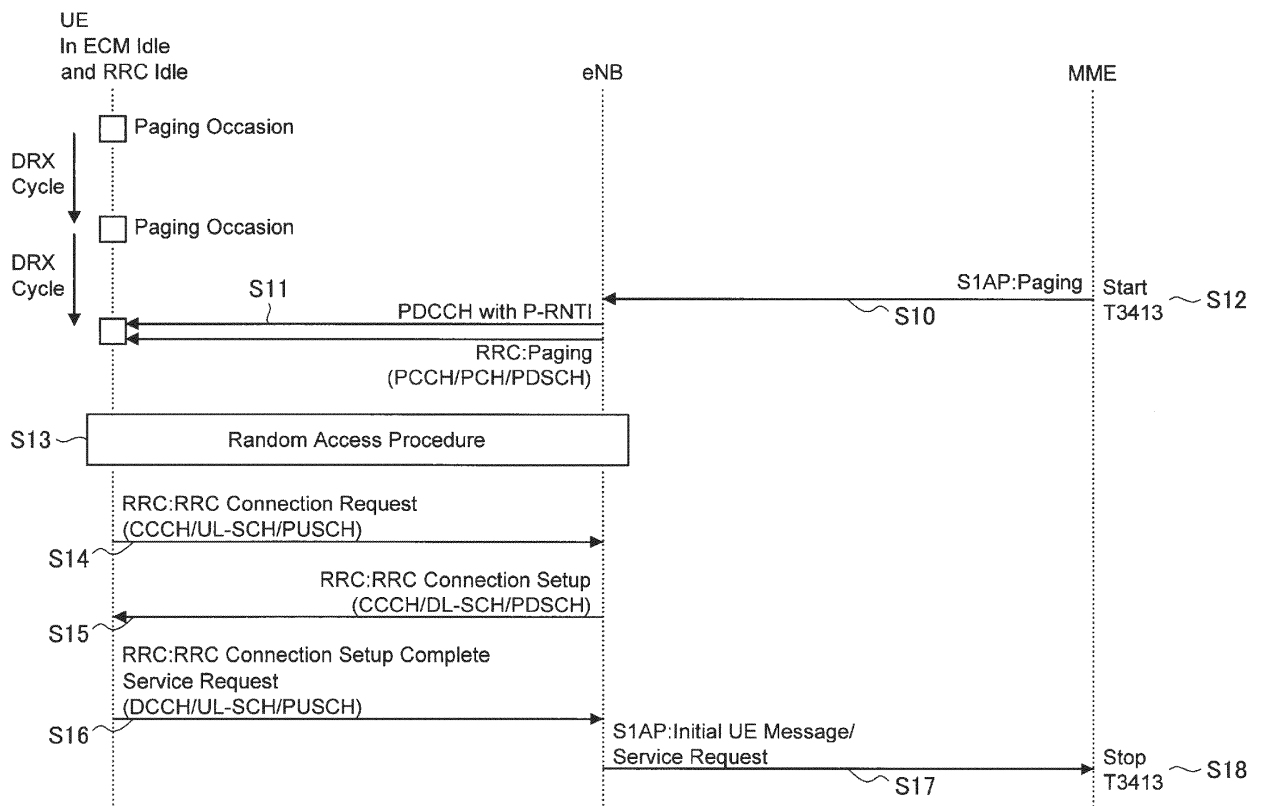 UE
In ECM Idle
and RRC Idle
eNB
MME
Paging Occasion
DRX
Cycle
Paging Occasion
DRX
Cycle
S11
S1AP:Paging
Start
T3413
S12
S10
PDCCH with P-RNTI
RRC:Paging
(PCCH/PCH/PDSCH)
S13
Random Access Procedure
RRC:RRC Connection Request
(CCCH/UL-SCH/PUSCH)
S14
RRC:RRC Connection Setup
(CCCH/DL-SCH/PDSCH)
S15
RRC:RRC Connection Setup Complete
Service Request
(DCCH/UL-SCH/PUSCH)
S16
S1AP:Initial UE Message/
Service Request
S17
Stop
T3413
S18